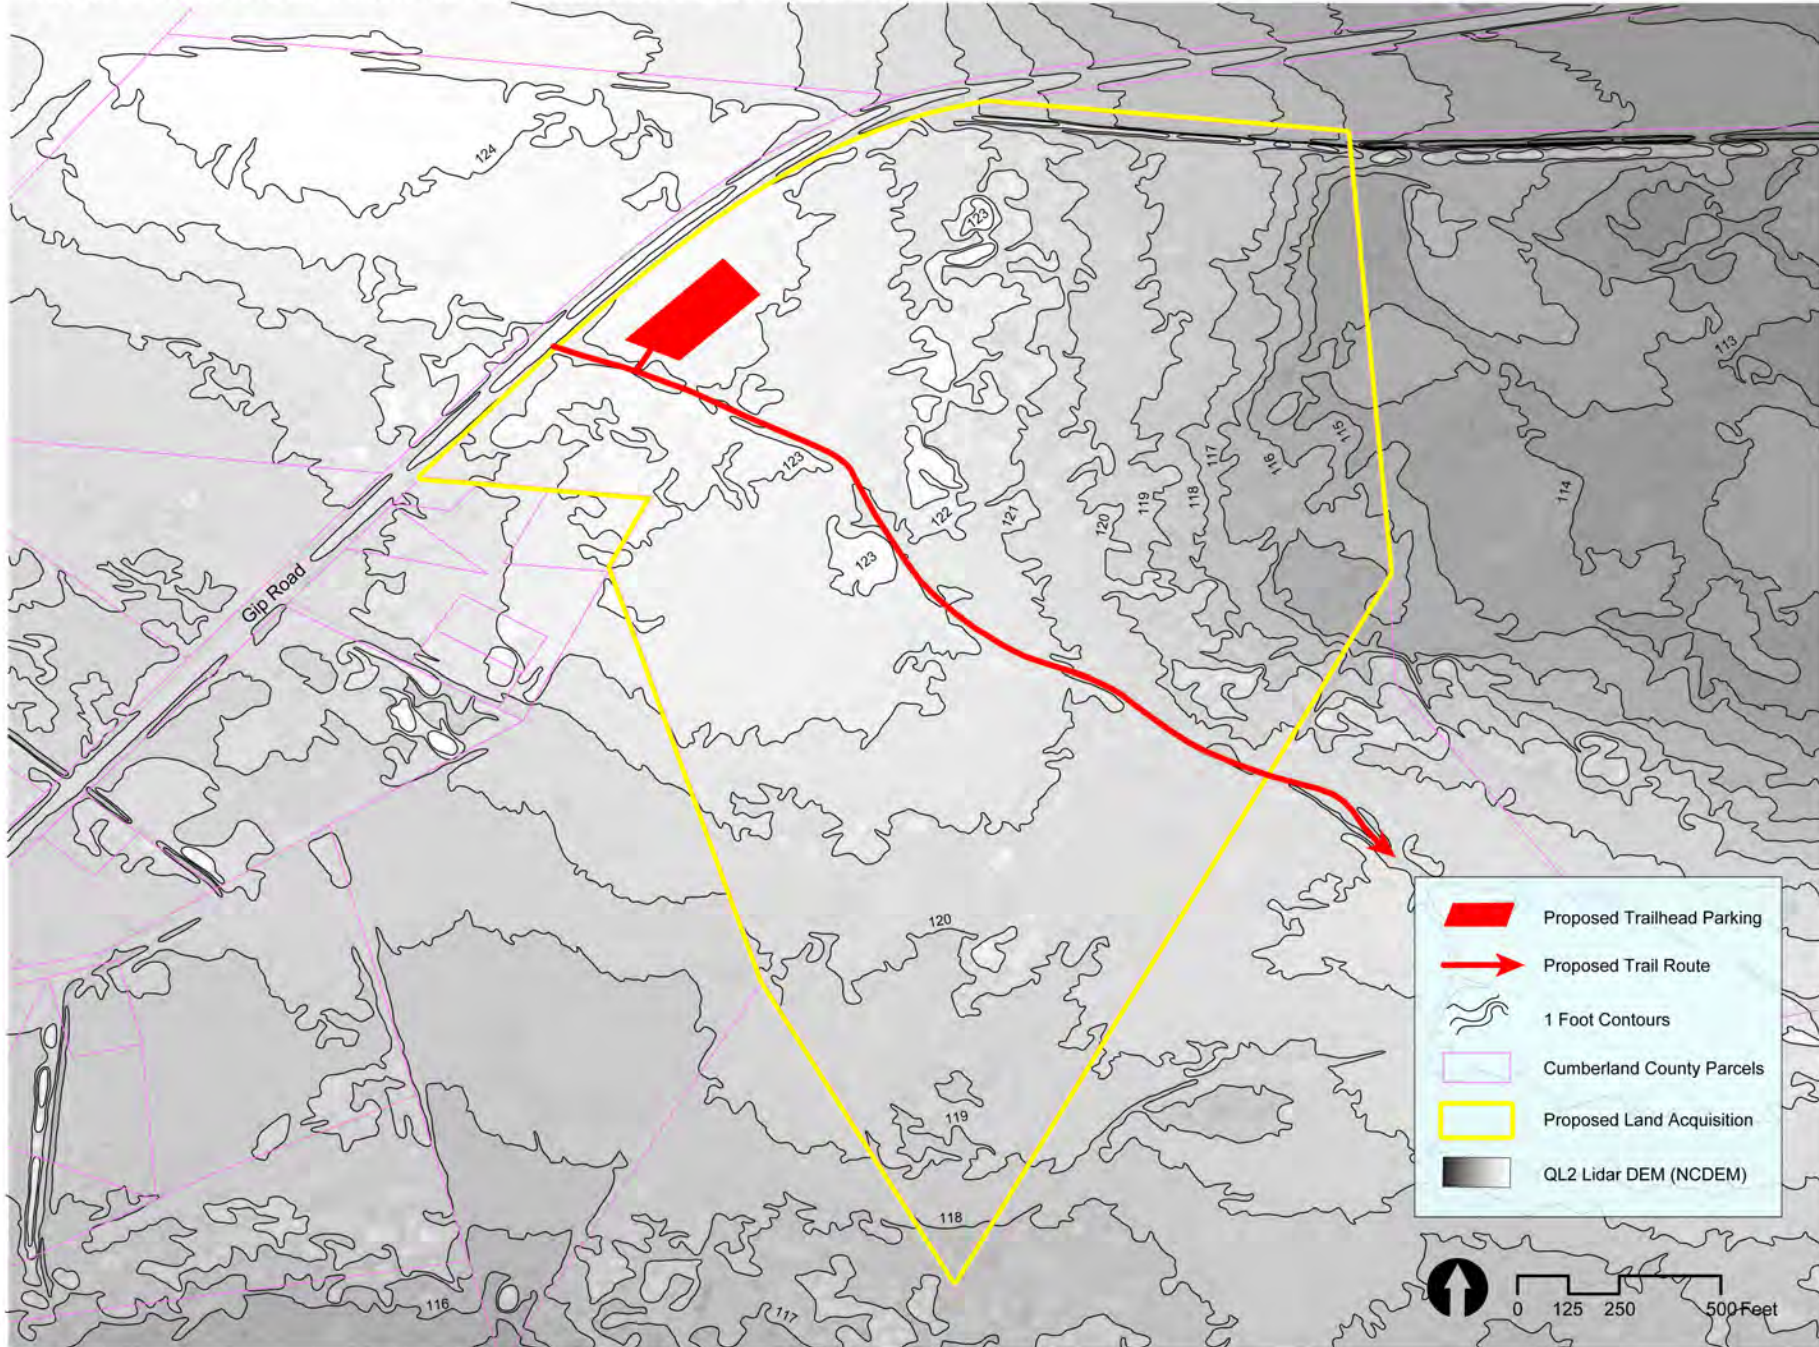 124
123
113
123
122
121
120
119
118
117
116
115
114
123
Gip Road
120
119
118
116
117
Proposed Trailhead Parking
Proposed Trail Route
1 Foot Contours
Cumberland County Parcels
Proposed Land Acquisition
QL2 Lidar DEM (NCDEM)
0 125 250 500 Feet